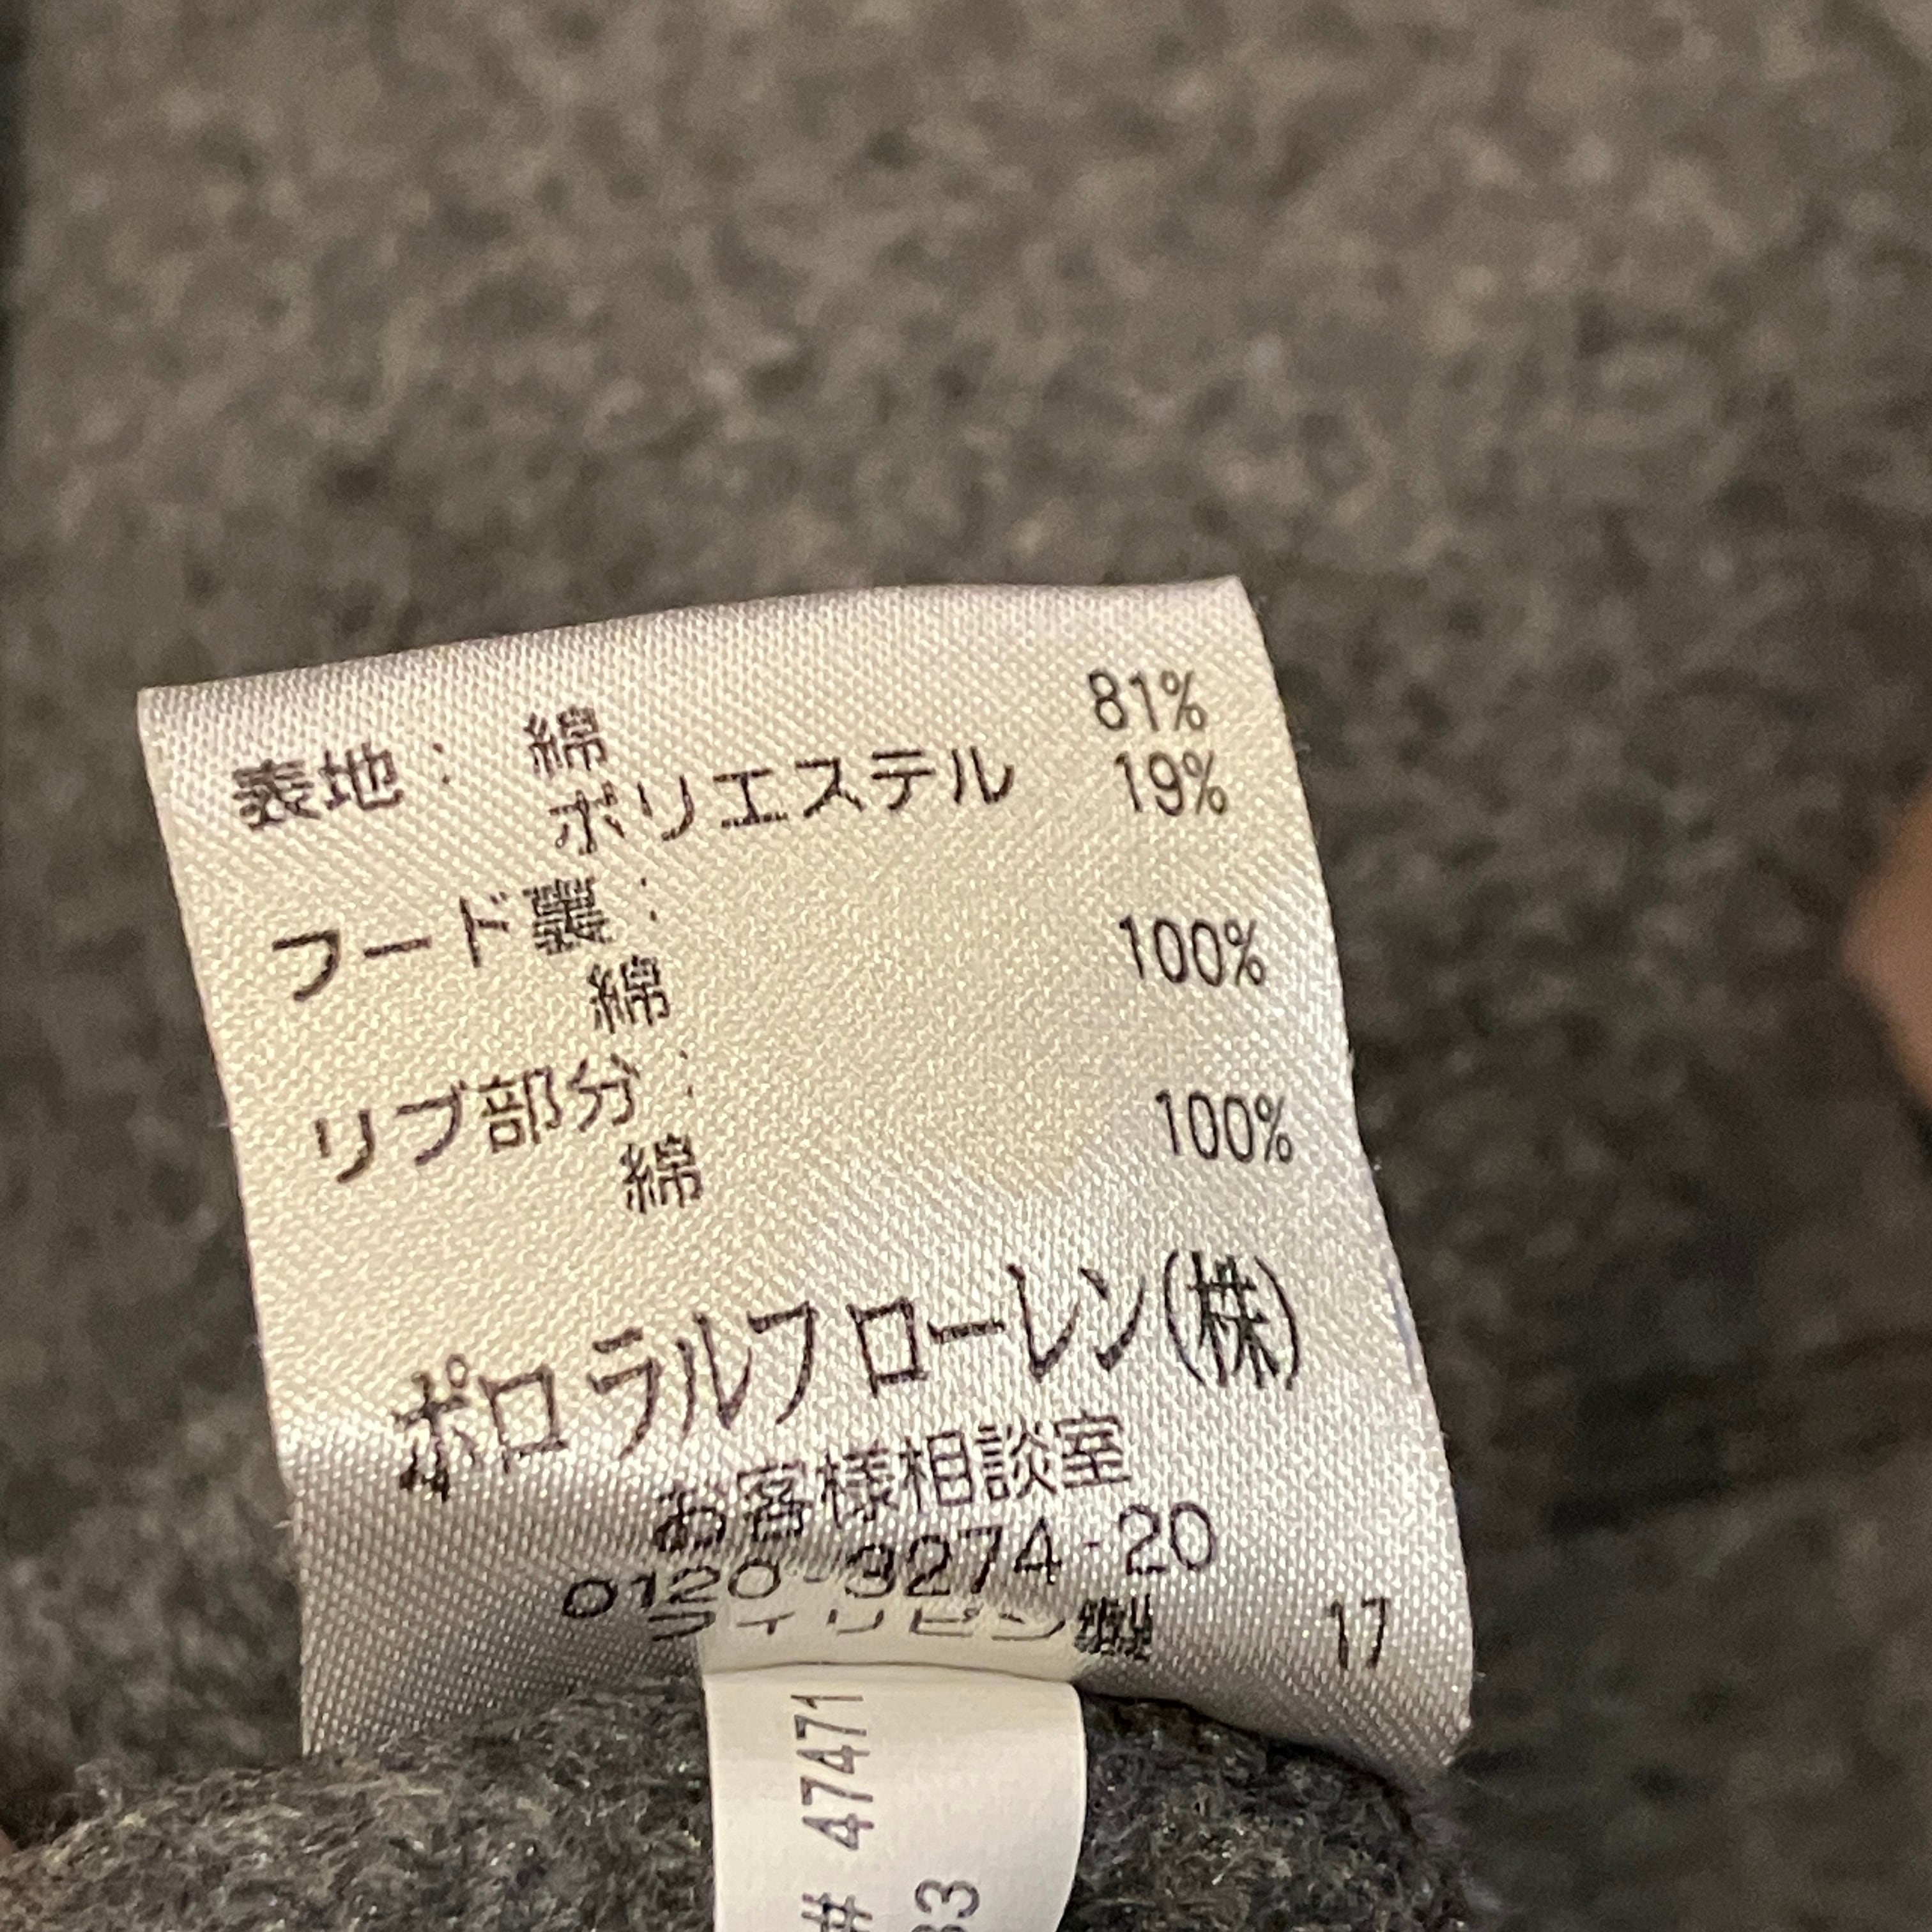 表地: 綿 81%
ポリエステル 19%
フード裏:
綿 100%
リブ部分:
綿 100%
ポロ ラルフ ローレン(株)
お客様相談室
0120-3274-20
フィリピン製 17
# 47471
33